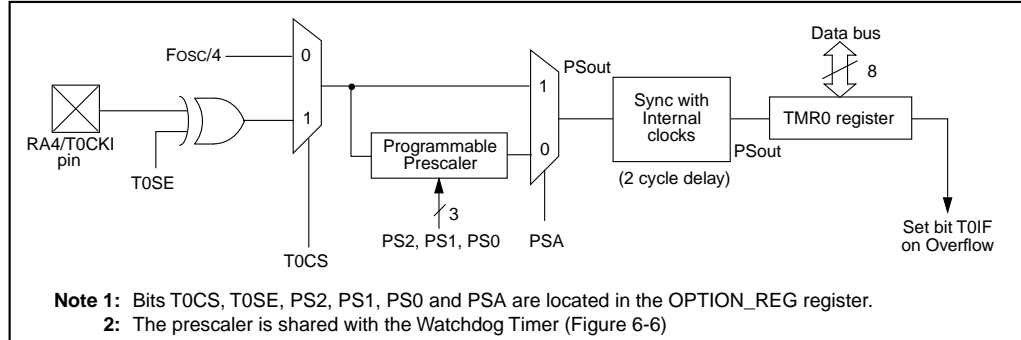 Data bus
8
FOSC/4
0
1
PSout
1
0
Sync with
Internal
clocks
(2 cycle delay)
PSout
TMR0 register
RA4/T0CKI
pin
T0SE
Programmable
Prescaler
3
PS2, PS1, PS0
T0CS
PSA
Set bit T0IF
on Overflow
Note 1: Bits T0CS, T0SE, PS2, PS1, PS0 and PSA are located in the OPTION_REG register.
2: The prescaler is shared with the Watchdog Timer (Figure 6-6)